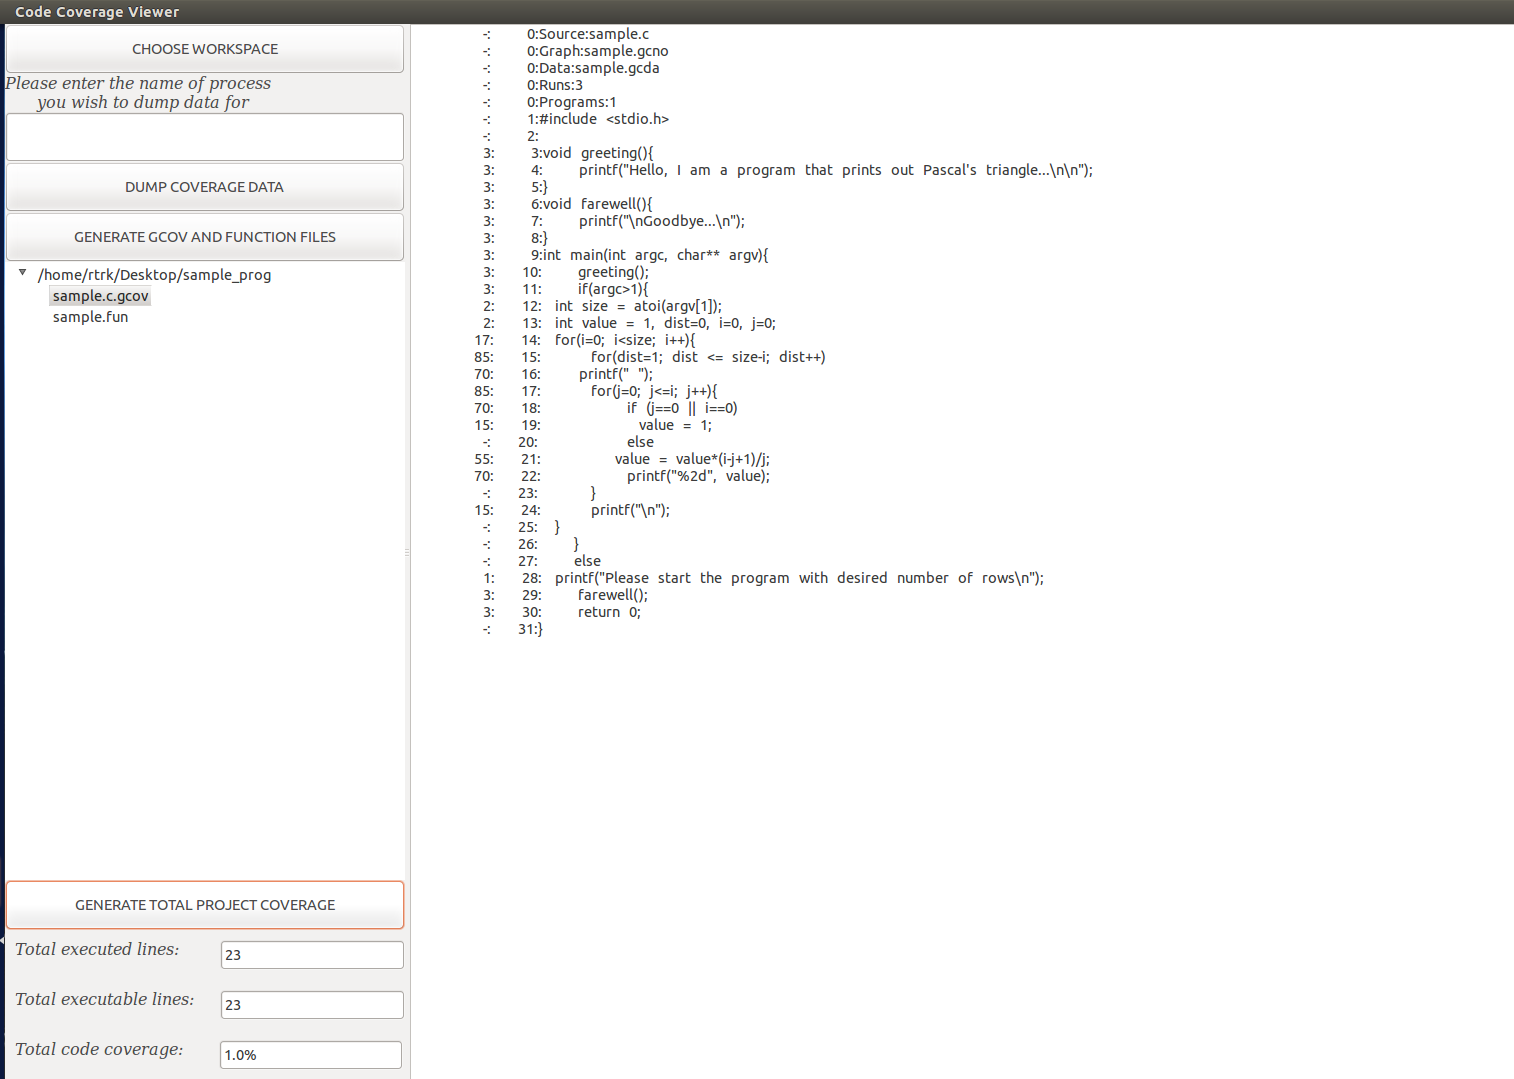 Code Coverage Viewer
CHOOSE WORKSPACE
Please enter the name of process
you wish to dump data for
DUMP COVERAGE DATA
GENERATE GCOV AND FUNCTION FILES
/home/rtrk/Desktop/sample_prog
sample.c.gcov
sample.fun
GENERATE TOTAL PROJECT COVERAGE
Total executed lines: 23
Total executable lines: 23
Total code coverage: 1.0%
-: 0:Source:sample.c
-: 0:Graph:sample.gcno
-: 0:Data:sample.gcda
-: 0:Runs:3
-: 0:Programs:1
-: 1:#include <stdio.h>
-: 2:
3: 3:void greeting(){
3: 4: printf("Hello, I am a program that prints out Pascal's triangle...\n\n");
3: 5:}
3: 6:void farewell(){
3: 7: printf("\nGoodbye...\n");
3: 8:}
3: 9:int main(int argc, char** argv){
3: 10: greeting();
3: 11: if(argc>1){
2: 12: int size = atoi(argv[1]);
2: 13: int value = 1, dist=0, i=0, j=0;
17: 14: for(i=0; i<size; i++){
85: 15: for(dist=1; dist <= size-i; dist++)
70: 16: printf(" ");
85: 17: for(j=0; j<=i; j++){
70: 18: if (j==0 || i==0)
15: 19: value = 1;
-: 20: else
55: 21: value = value*(i-j+1)/j;
70: 22: printf("%2d", value);
-: 23: }
15: 24: printf("\n");
-: 25: }
-: 26: }
-: 27: else
1: 28: printf("Please start the program with desired number of rows\n");
3: 29: farewell();
3: 30: return 0;
-: 31:}